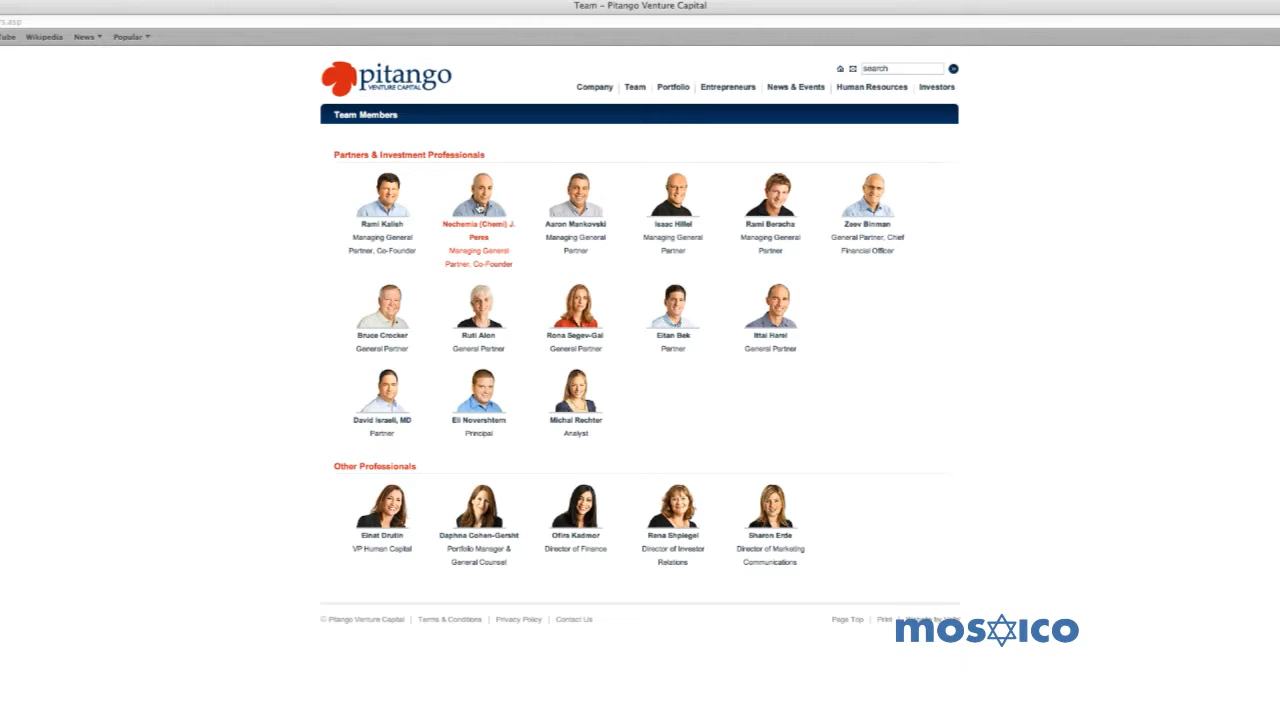 Team – Pitango Venture Capital
rs.asp
Tube Wikipedia News Popular
pitango
VENTURE CAPITAL
search
Company Team Portfolio Entrepreneurs News & Events Human Resources Investors
Team Members
Partners & Investment Professionals
Rami Kalish
Managing General
Partner, Co-Founder
Nechemia (Chemi) J.
Peres
Managing General
Partner, Co-Founder
Aaron Mankovski
Managing General
Partner
Isaac Hillel
Managing General
Partner
Rami Beracha
Managing General
Partner
Zeev Binman
General Partner, Chief
Financial Officer
Bruce Crocker
General Partner
Ruti Alon
General Partner
Rona Segev-Gal
General Partner
Eitan Bek
Partner
Ittai Harel
General Partner
David Israeli, MD
Partner
Eli Novershtern
Principal
Michal Rechter
Analyst
Other Professionals
Einat Drutin
VP Human Capital
Daphna Cohen-Gersht
Portfolio Manager &
General Counsel
Ofira Kadmor
Director of Finance
Rona Shpiegel
Director of Investor
Relations
Sharon Erde
Director of Marketing
Communications
© Pitango Venture Capital | Terms & Conditions | Privacy Policy | Contact Us
Page Top | Print
mosaico